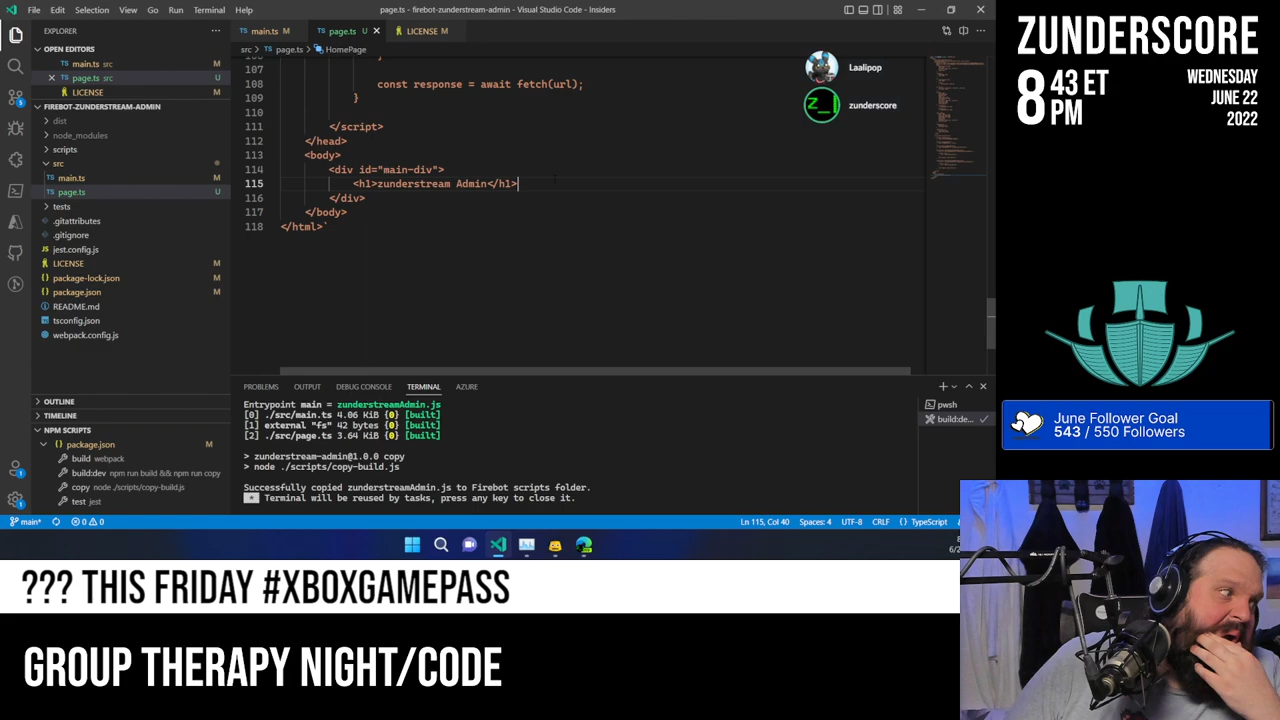 File Edit Selection View Go Run Terminal Help
page.ts - firebot-zunderstream-admin - Visual Studio Code - Insiders
EXPLORER
main.ts M
page.ts U
LICENSE M
OPEN EDITORS
src > page.ts > HomePage
main.ts src M
page.ts src U
LICENSE M
FIREBOT-ZUNDERSTREAM-ADMIN
dist
node_modules
scripts
src
main.ts M
page.ts U
tests
.gitattributes
.gitignore
jest.config.js
LICENSE M
package-lock.json M
package.json M
README.md
tsconfig.json
webpack.config.js
OUTLINE
TIMELINE
NPM SCRIPTS
package.json M
build webpack
build:dev npm run build && npm run copy
copy node ./scripts/copy-build.js
test jest
107
108 const response = await fetch(url);
109 }
110
111 </script>
112 </head>
113 <body>
114 <div id="main-div">
115 <h1>zunderstream Admin</h1>
116 </div>
117 </body>
118 </html>`
Laalipop
zunderscore
PROBLEMS OUTPUT DEBUG CONSOLE TERMINAL AZURE
Entrypoint main = zunderstreamAdmin.js
[0] ./src/main.ts 4.06 KiB {0} [built]
[1] external "fs" 42 bytes {0} [built]
[2] ./src/page.ts 3.64 KiB {0} [built]
> zunderstream-admin@1.0.0 copy
> node ./scripts/copy-build.js
Successfully copied zunderstreamAdmin.js to Firebot scripts folder.
* Terminal will be reused by tasks, press any key to close it.
pwsh
build:de...
main* 0 0
Ln 115, Col 40 Spaces: 4 UTF-8 CRLF {} TypeScript
ZUNDERSCORE
8 43 ET
PM
WEDNESDAY
JUNE 22
2022
June Follower Goal
543 / 550 Followers
??? THIS FRIDAY #XBOXGAMEPASS
GROUP THERAPY NIGHT/CODE